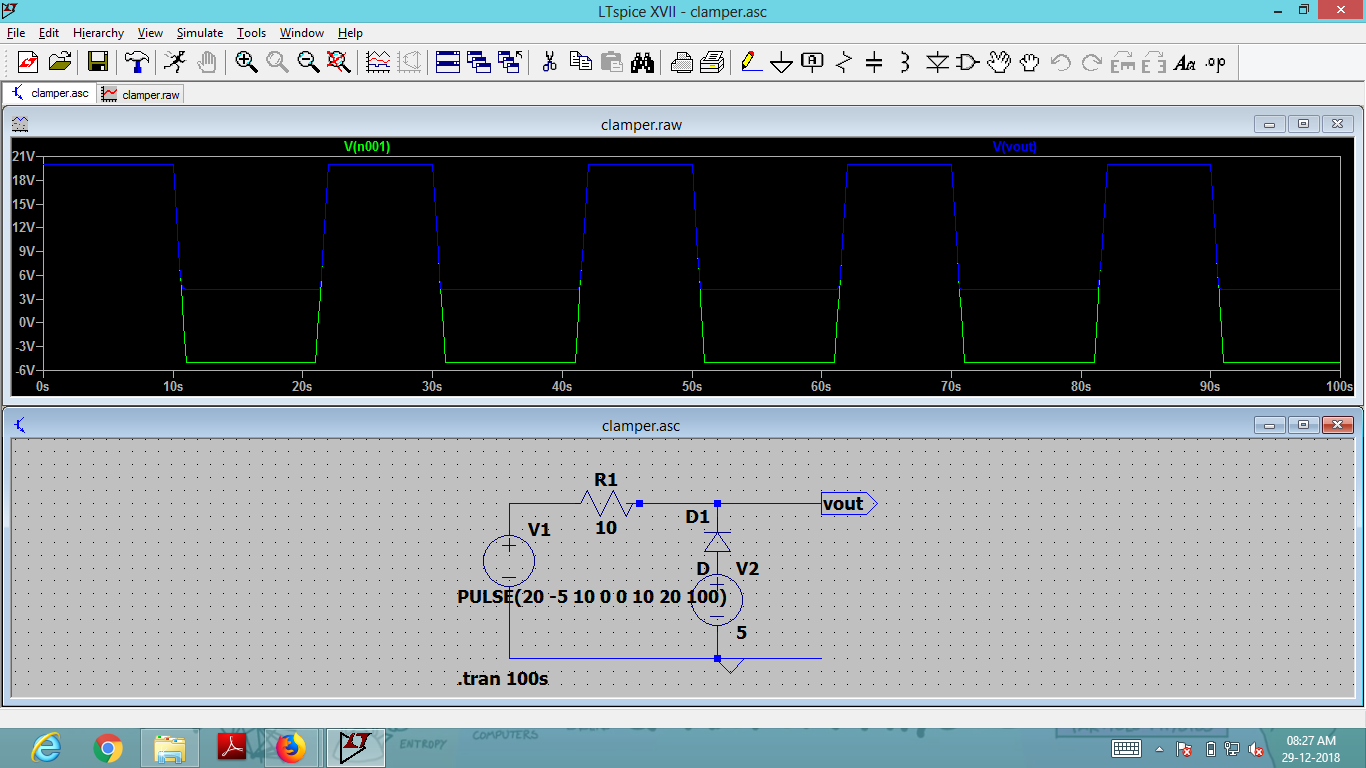 LTspice XVII - clamper.asc
File Edit Hierarchy View Simulate Tools Window Help
clamper.asc clamper.raw
clamper.raw
V(n001) V(vout)
21V
18V
15V
12V
9V
6V
3V
0V
-3V
-6V
0s 10s 20s 30s 40s 50s 60s 70s 80s 90s 100s
clamper.asc
R1
10
vout
D1
V1
D
V2
PULSE(20 -5 10 0 0 10 20 100)
5
.tran 100s
ENTROPY
COMPUTERS
08:27 AM
29-12-2018